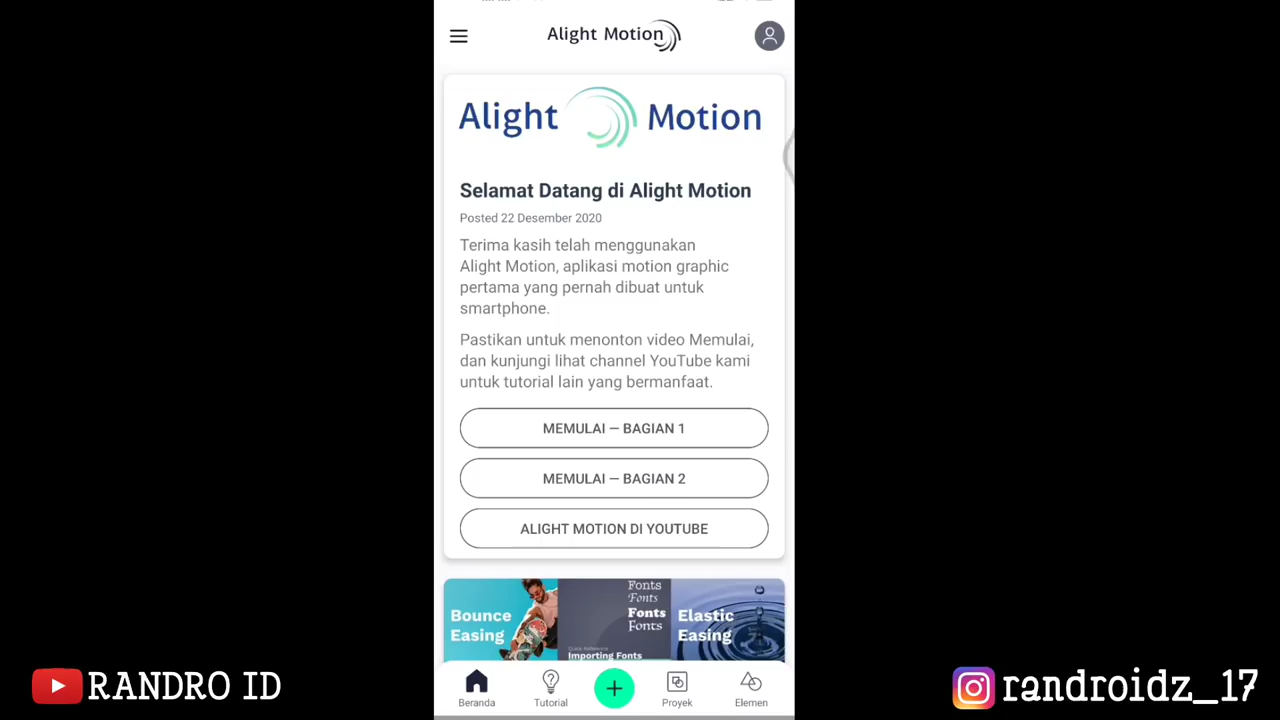 Alight Motion
Alight Motion
Selamat Datang di Alight Motion
Posted 22 Desember 2020
Terima kasih telah menggunakan
Alight Motion, aplikasi motion graphic
pertama yang pernah dibuat untuk
smartphone.
Pastikan untuk menonton video Memulai,
dan kunjungi lihat channel YouTube kami
untuk tutorial lain yang bermanfaat.
MEMULAI — BAGIAN 1
MEMULAI — BAGIAN 2
ALIGHT MOTION DI YOUTUBE
Bounce
Easing
Fonts
Fonts
Fonts
Fonts
Quick Reference
Importing Fonts
Elastic
Easing
Beranda
Tutorial
Proyek
Elemen
RANDRO ID
randroidz_17